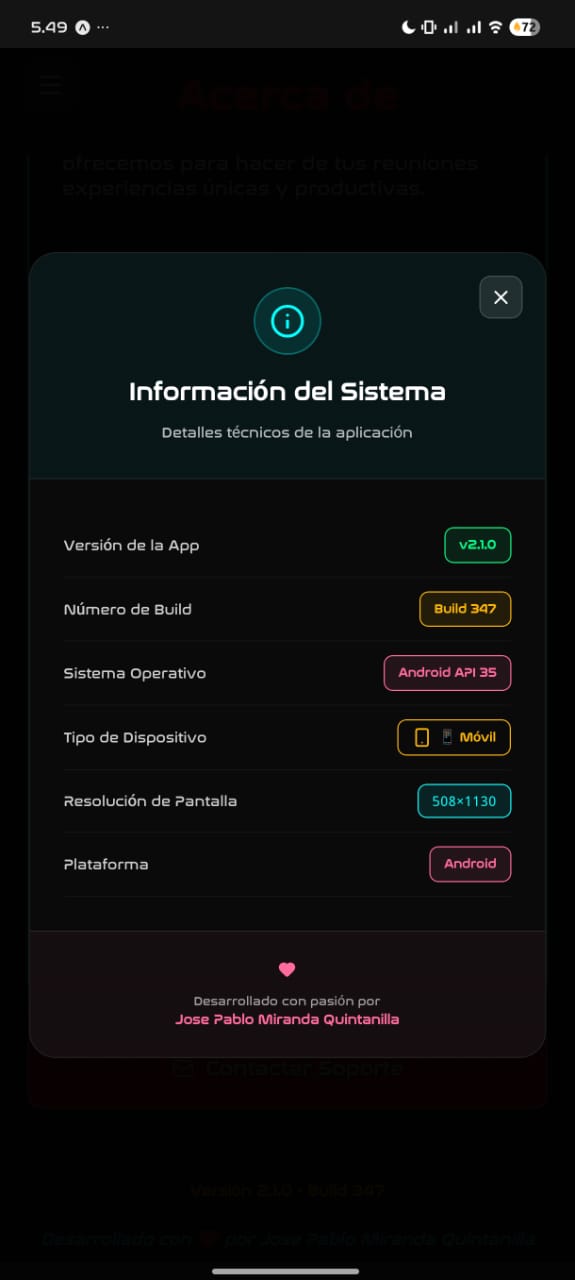 5.49 ···
72
Acerca de
ofrecemos para hacer de tus reuniones
experiencias únicas y productivas.
Información del Sistema
Detalles técnicos de la aplicación
Versión de la App
v2.1.0
Número de Build
Build 347
Sistema Operativo
Android API 35
Tipo de Dispositivo
📱 Móvil
Resolución de Pantalla
508×1130
Plataforma
Android
Desarrollado con pasión por
Jose Pablo Miranda Quintanilla
Contactar Soporte
Versión 2.1.0 • Build 347
Desarrollado con ❤️ por Jose Pablo Miranda Quintanilla